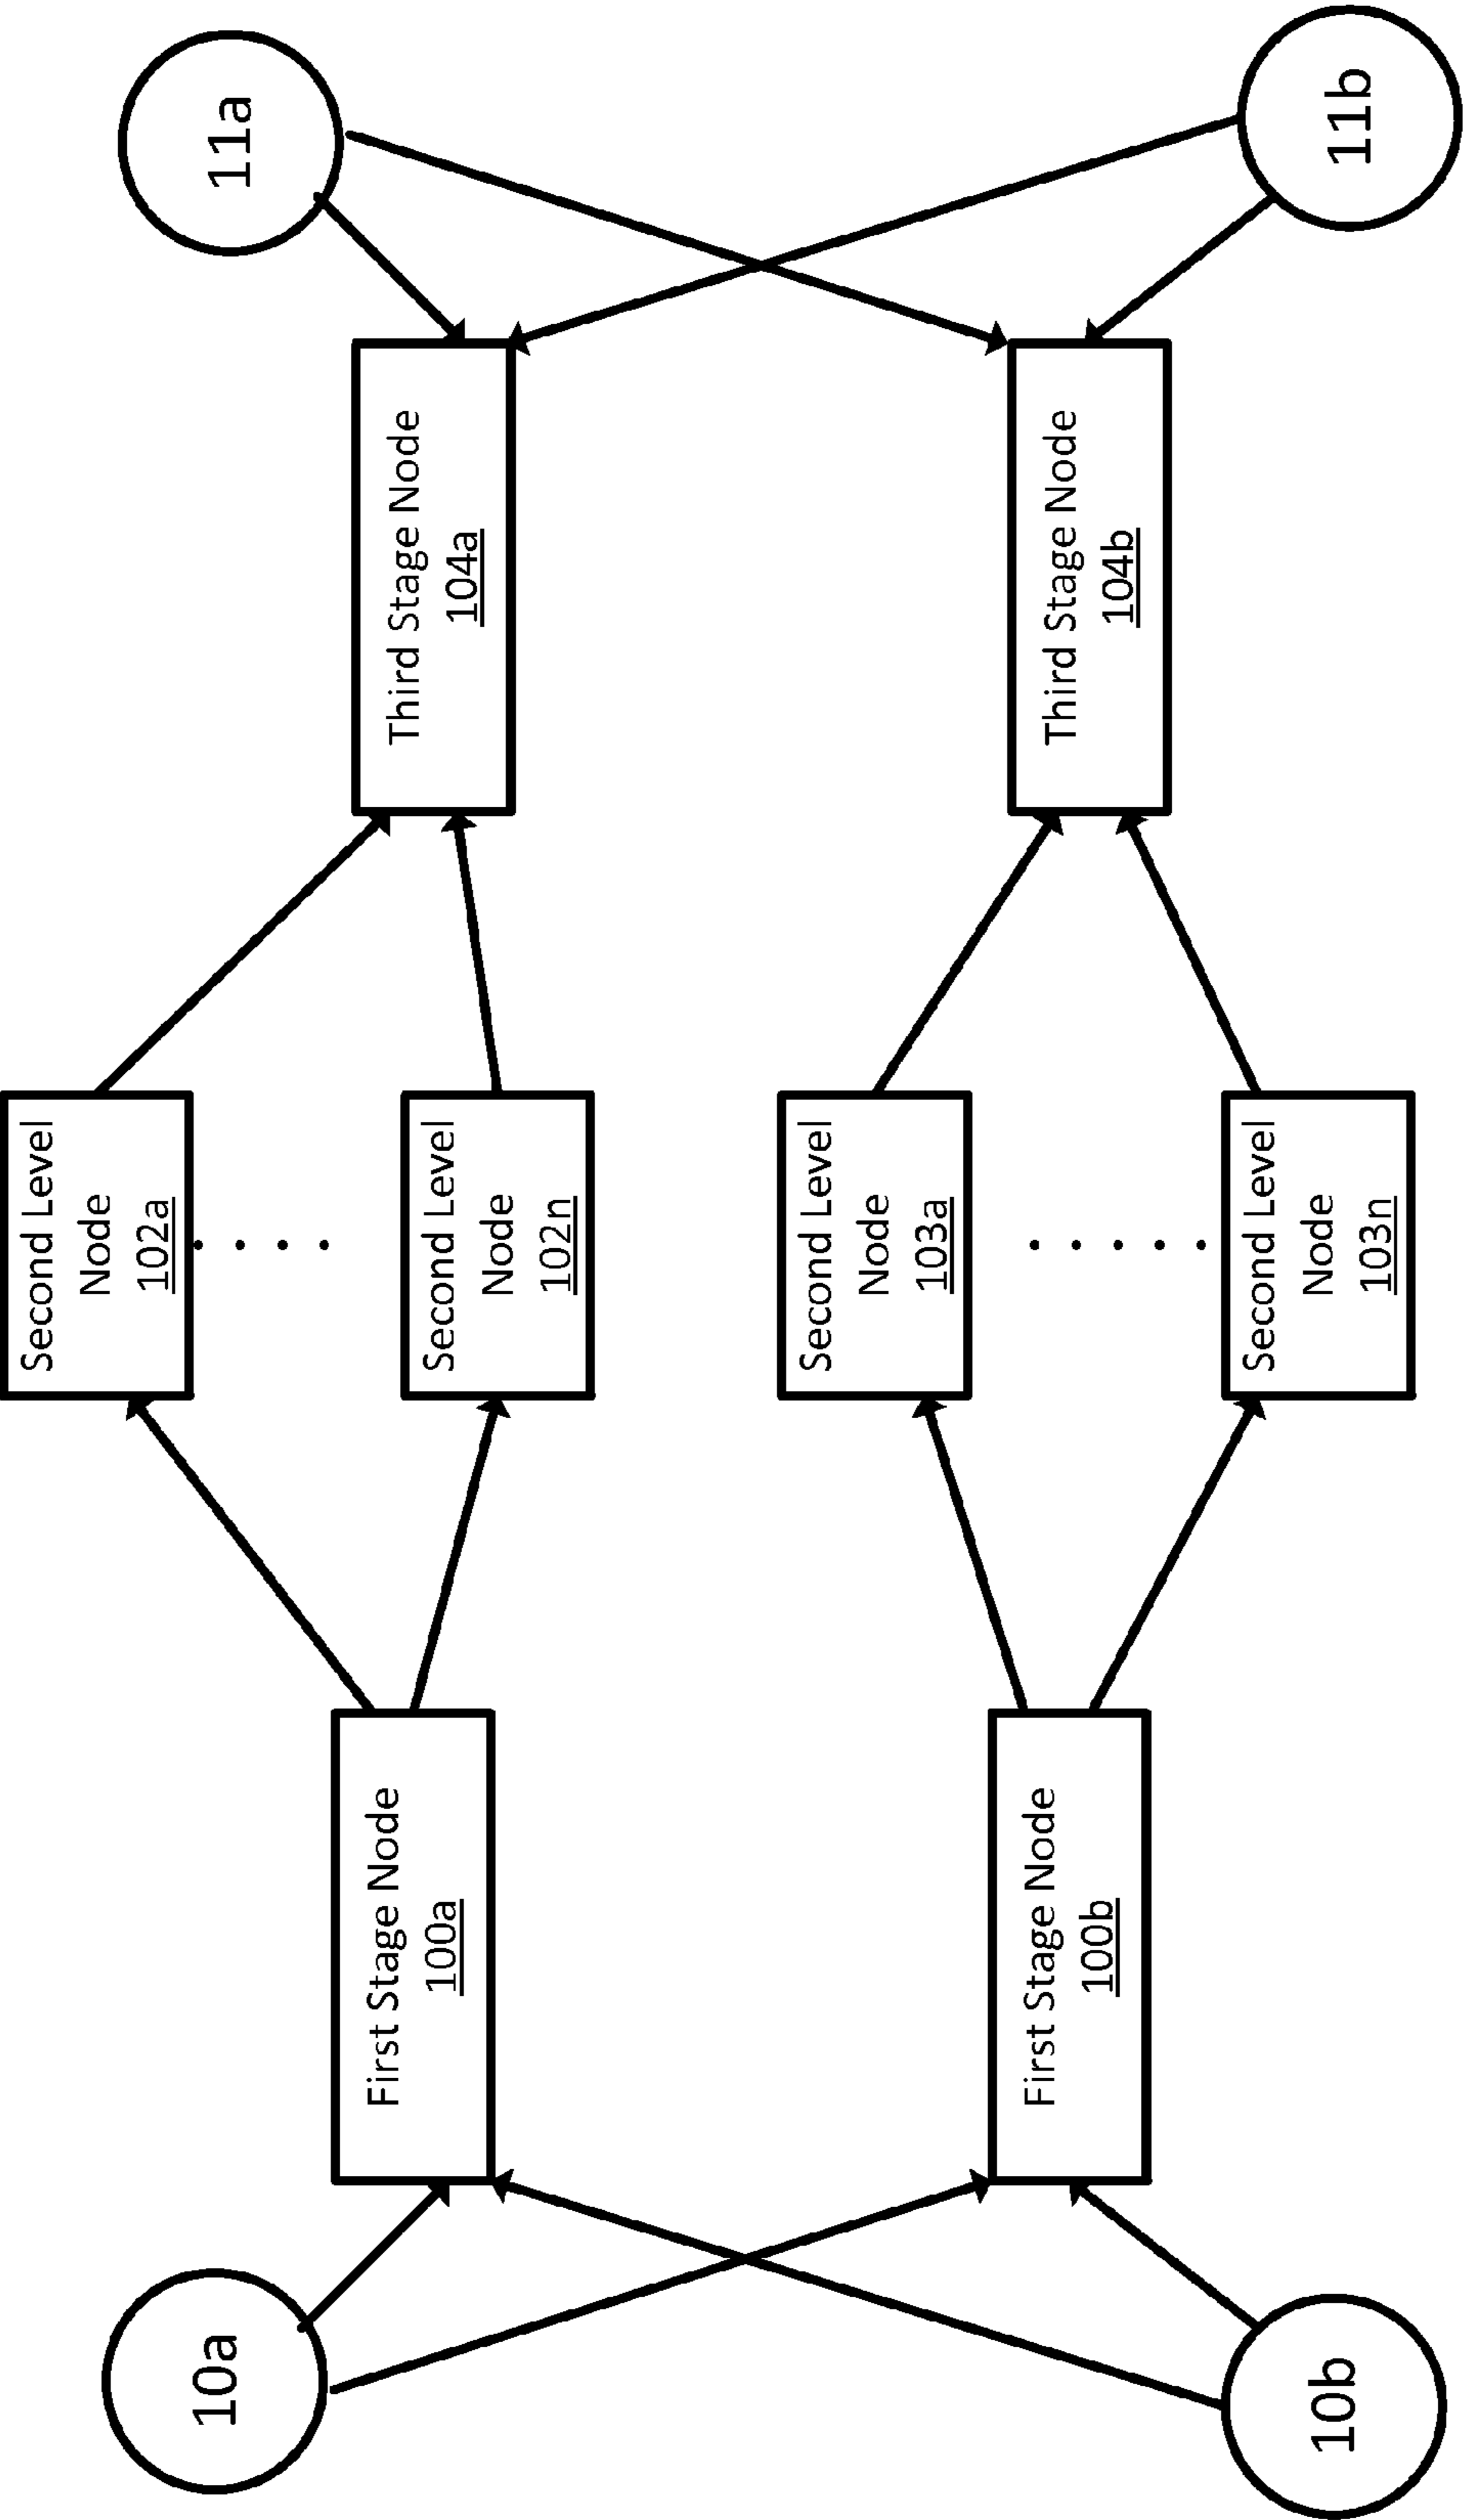 10a
10b
First Stage Node
100a
First Stage Node
100b
Second Level
Node
102a
Second Level
Node
102n
Second Level
Node
103a
Second Level
Node
103n
Third Stage Node
104a
Third Stage Node
104b
11a
11b